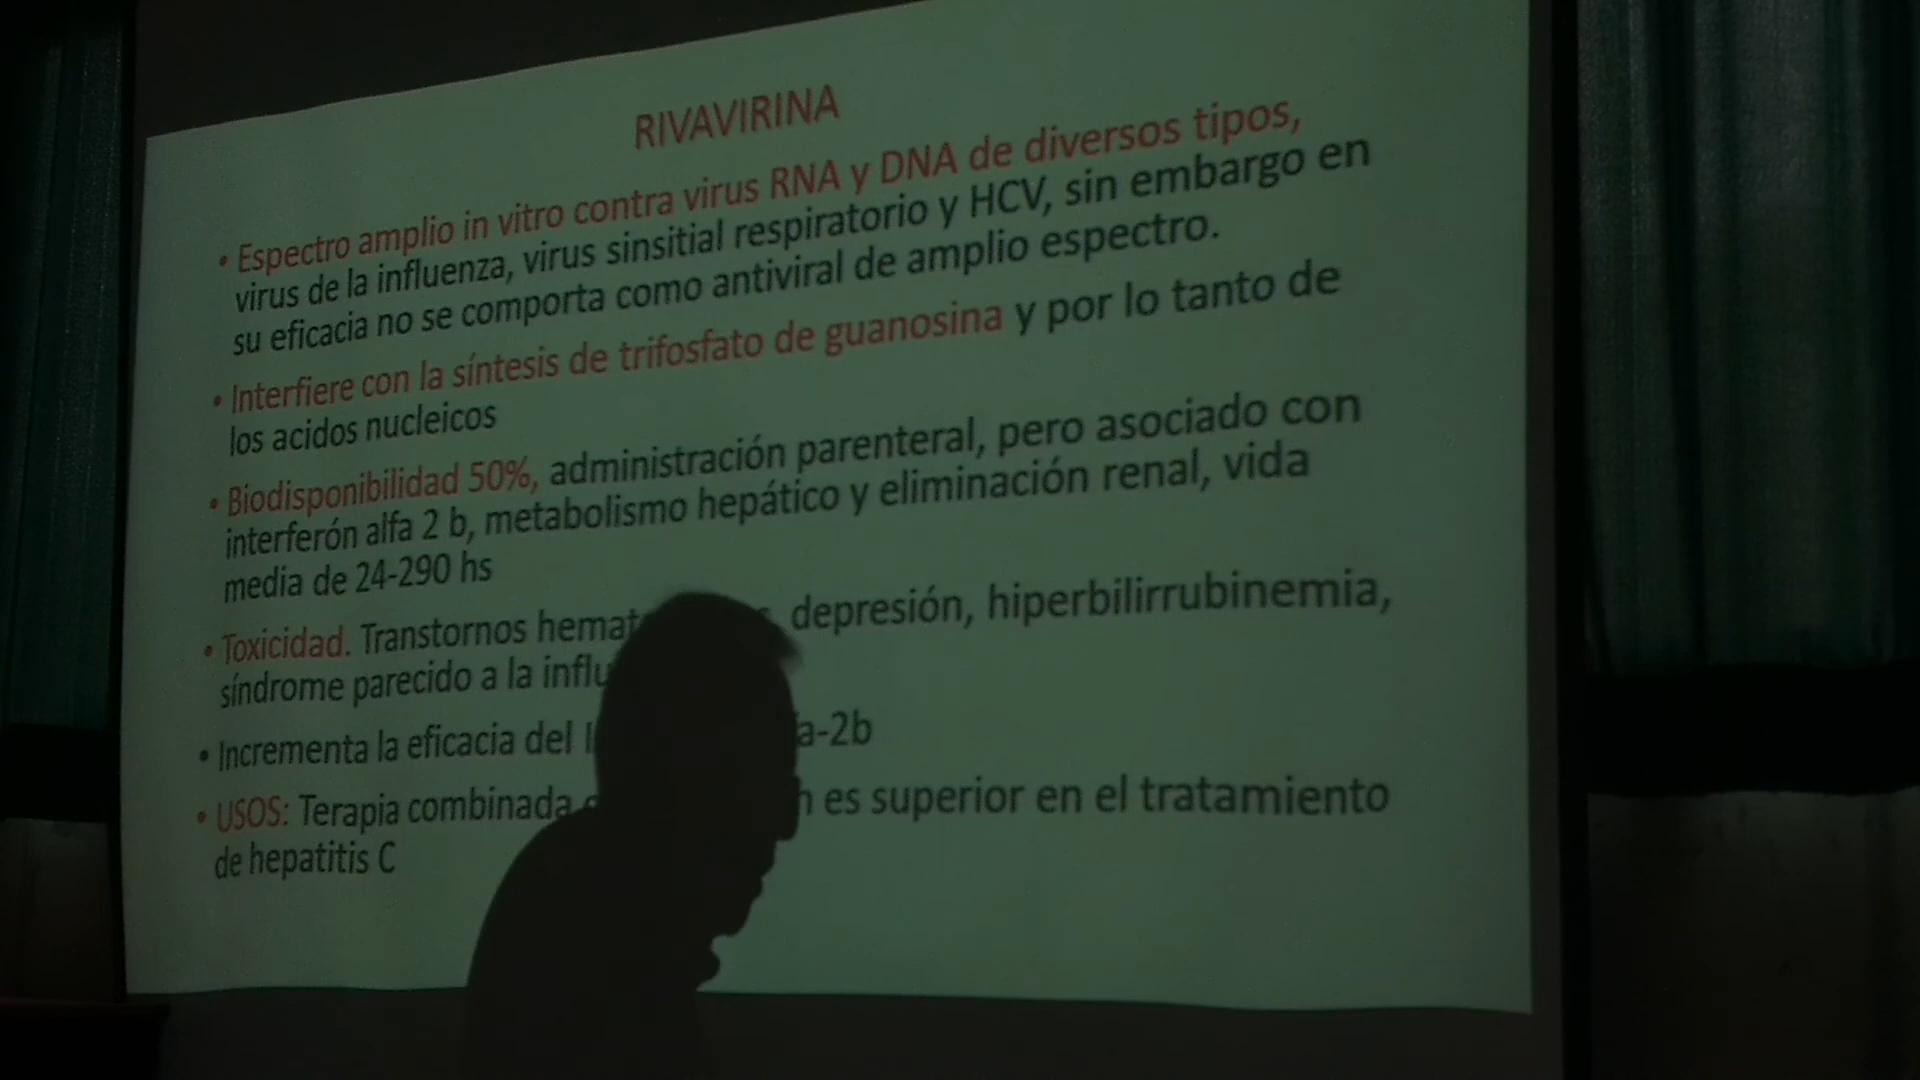 RIVAVIRINA
• Espectro amplio in vitro contra virus RNA y DNA de diversos tipos,
virus de la influenza, virus sinsitial respiratorio y HCV, sin embargo en
su eficacia no se comporta como antiviral de amplio espectro.
• Interfiere con la síntesis de trifosfato de guanosina y por lo tanto de
los acidos nucleicos
• Biodisponibilidad 50%, administración parenteral, pero asociado con
interferón alfa 2 b, metabolismo hepático y eliminación renal, vida
media de 24-290 hs
• Toxicidad. Transtornos depresión, hiperbilirrubinemia,
síndrome parecido a la
• Incrementa la eficacia del a-2b
• USOS: Terapia combinada es superior en el tratamiento
de hepatitis C